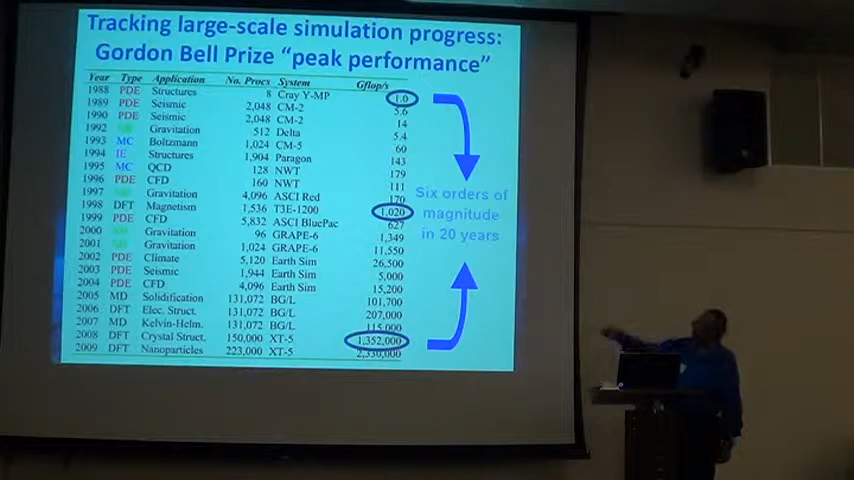 Tracking large-scale simulation progress:
Gordon Bell Prize “peak performance”
Year Type Application No. Procs System Gflop/s
1988 PDE Structures 8 Cray Y-MP 1.0
1989 PDE Seismic 2,048 CM-2 5.6
1990 PDE Seismic 2,048 CM-2 14
1992 Gravitation 512 Delta 5.4
1993 MC Boltzmann 1,024 CM-5 60
1994 IE Structures 1,904 Paragon 143
1995 MC QCD 128 NWT 179
1996 PDE CFD 160 NWT 111
1997 Gravitation 4,096 ASCI Red 170
1998 DFT Magnetism 1,536 T3E-1200 1,020
1999 PDE CFD 5,832 ASCI BluePac 627
2000 Gravitation 96 GRAPE-6 1,349
2001 Gravitation 1,024 GRAPE-6 11,550
2002 PDE Climate 5,120 Earth Sim 26,500
2003 PDE Seismic 1,944 Earth Sim 5,000
2004 PDE CFD 4,096 Earth Sim 15,200
2005 MD Solidification 131,072 BG/L 101,700
2006 DFT Elec. Struct. 131,072 BG/L 207,000
2007 MD Kelvin-Helm. 131,072 BG/L 115,000
2008 DFT Crystal Struct. 150,000 XT-5 1,352,000
2009 DFT Nanoparticles 223,000 XT-5 2,330,000
Six orders of
magnitude
in 20 years